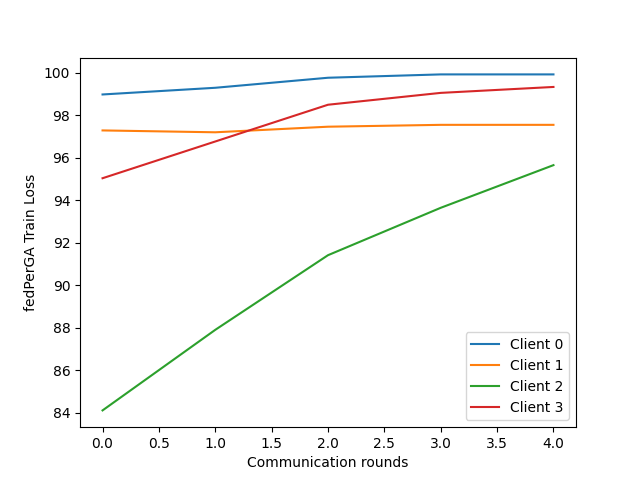 100
98
96
94
92
90
88
86
84
fedPerGA Train Loss
Client 0
Client 1
Client 2
Client 3
0.0 0.5 1.0 1.5 2.0 2.5 3.0 3.5 4.0
Communication rounds